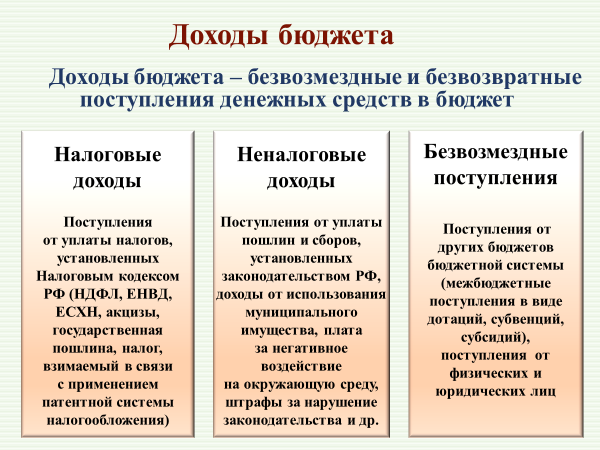 Доходы бюджета
Доходы бюджета – безвозмездные и безвозвратные
поступления денежных средств в бюджет
Налоговые
доходы
Поступления
от уплаты налогов,
установленных
Налоговым кодексом
РФ (НДФЛ, ЕНВД,
ЕСХН, акцизы,
государственная
пошлина, налог,
взимаемый в связи
с применением
патентной системы
налогообложения)
Неналоговые
доходы
Поступления от уплаты
пошлин и сборов,
установленных
законодательством РФ,
доходы от использования
муниципального
имущества, плата
за негативное
воздействие
на окружающую среду,
штрафы за нарушение
законодательства и др.
Безвозмездные
поступления
Поступления от
других бюджетов
бюджетной системы
(межбюджетные
поступления в виде
дотаций, субвенций,
субсидий),
поступления от
физических и
юридических лиц